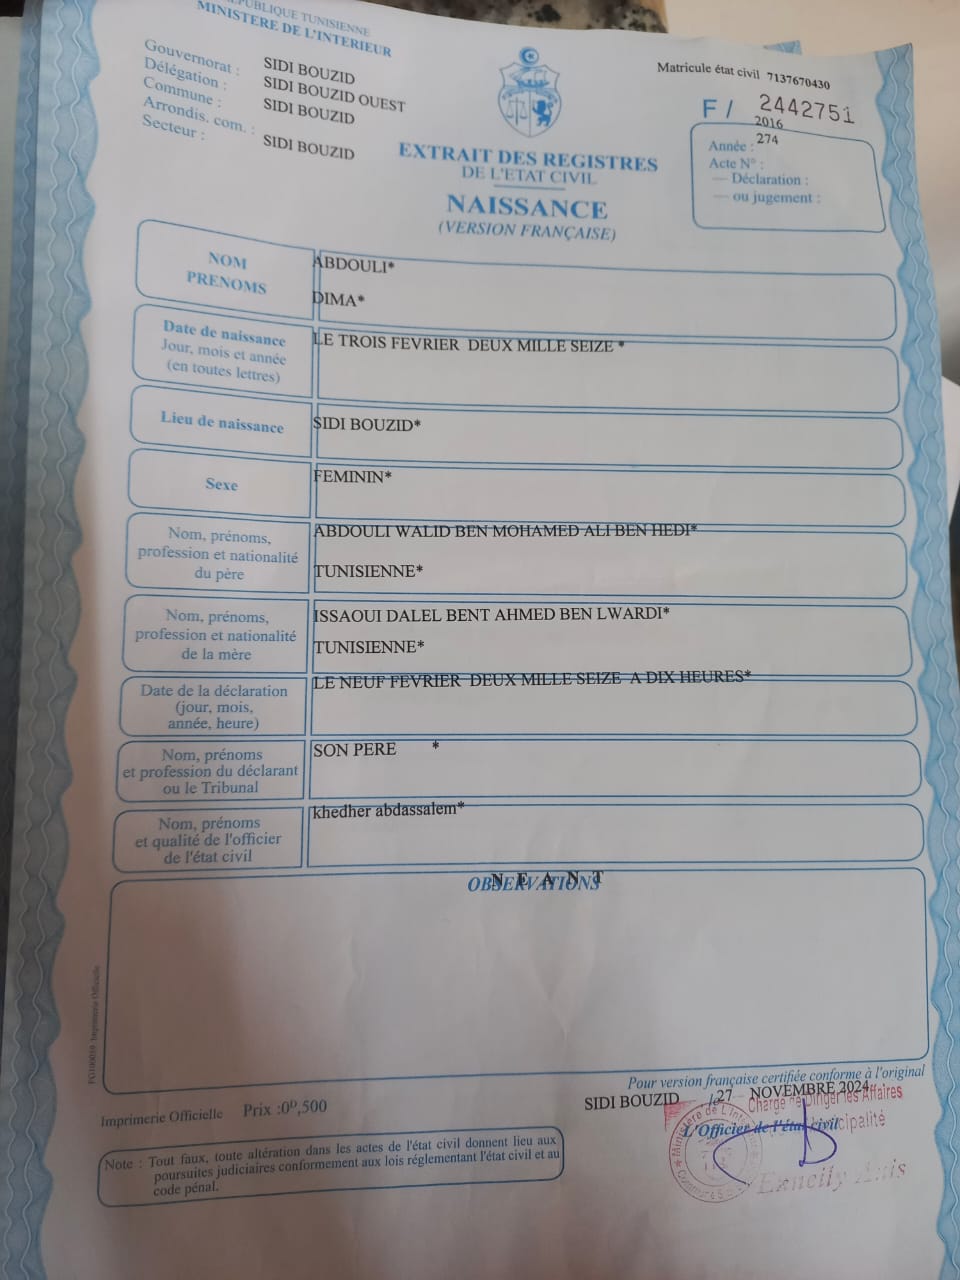 RÉPUBLIQUE TUNISIENNE
MINISTERE DE L'INTERIEUR
Gouvernorat : SIDI BOUZID
Délégation : SIDI BOUZID OUEST
Commune : SIDI BOUZID
Arrondis. com. :
Secteur : SIDI BOUZID
Matricule état civil 7137670430
F / 2442751
Année : 2016
Acte N° : 274
— Déclaration :
— ou jugement :
EXTRAIT DES REGISTRES
DE L'ETAT CIVIL
NAISSANCE
(VERSION FRANÇAISE)
NOM ABDOULI*
PRENOMS DIMA*
Date de naissance
Jour, mois et année
(en toutes lettres)
LE TROIS FEVRIER DEUX MILLE SEIZE *
Lieu de naissance SIDI BOUZID*
Sexe FEMININ*
Nom, prénoms,
profession et nationalité
du père
ABDOULI WALID BEN MOHAMED ALI BEN HEDI*
TUNISIENNE*
Nom, prénoms,
profession et nationalité
de la mère
ISSAOUI DALEL BENT AHMED BEN LWARDI*
TUNISIENNE*
Date de la déclaration
(jour, mois,
année, heure)
LE NEUF FEVRIER DEUX MILLE SEIZE A DIX HEURES*
Nom, prénoms
et profession du déclarant
ou le Tribunal
SON PERE *
Nom, prénoms
et qualité de l'officier
de l'état civil
khedher abdassalem*
OBSERVATIONS
N E A N T
Imprimerie Officielle
Pour version française certifiée conforme à l'original
SIDI BOUZID /e 27 NOVEMBRE 2024
L'Officier de l'état civil
Chargé de Diriger les Affaires
Imprimerie Officielle Prix :0ᴰ,500
Note : Tout faux, toute altération dans les actes de l'état civil donnent lieu aux
poursuites judiciaires conformement aux lois réglementant l'état civil et au
code pénal.